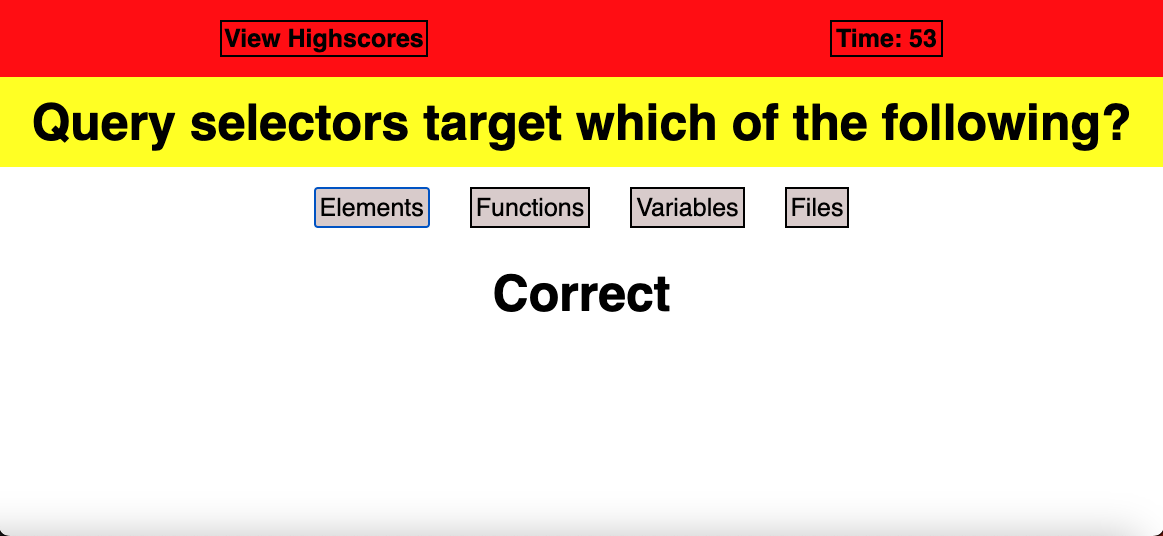 View Highscores Time: 53
Query selectors target which of the following?
Elements Functions Variables Files
Correct